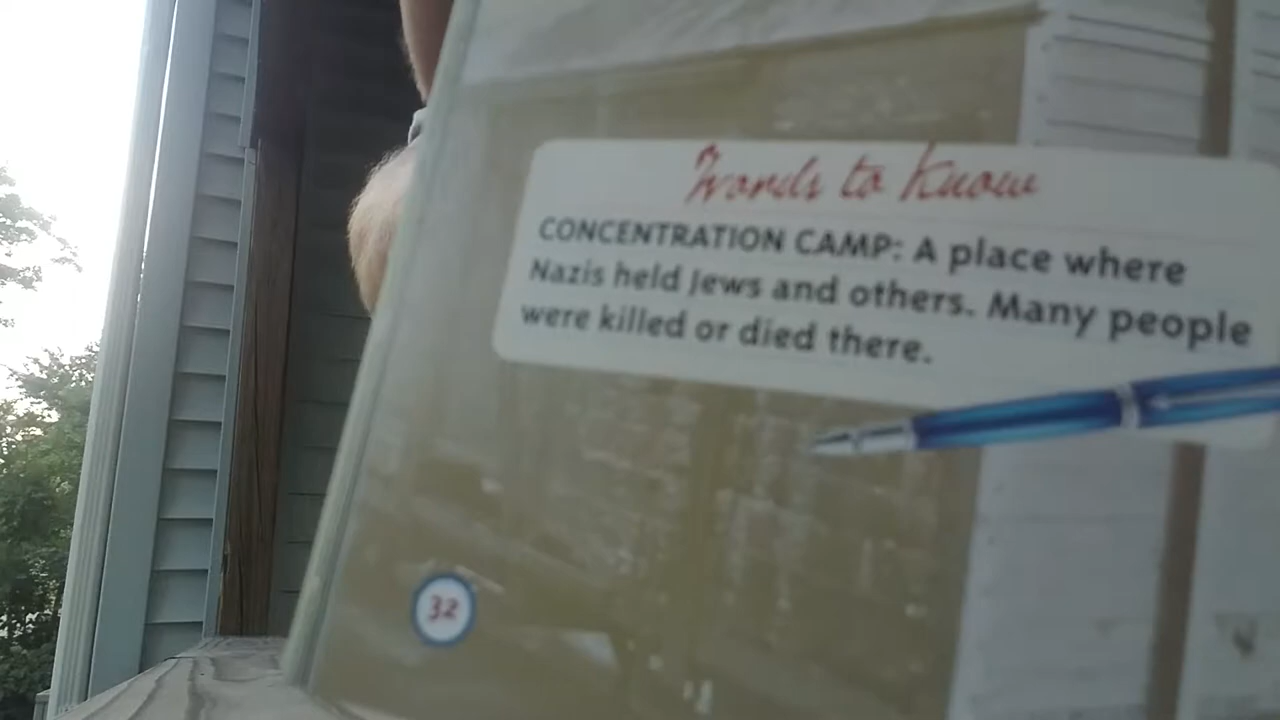 Words to Know
CONCENTRATION CAMP: A place where
Nazis held Jews and others. Many people
were killed or died there.
32